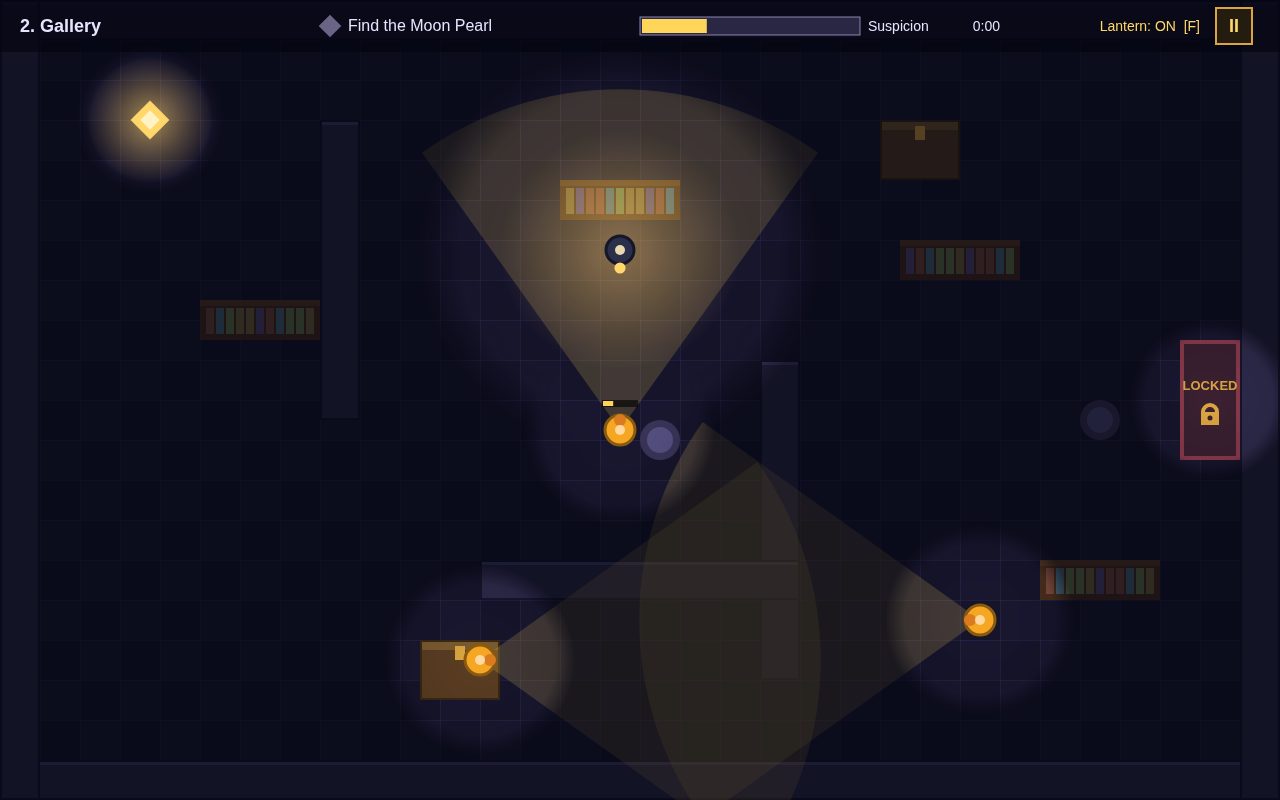 2. Gallery
Find the Moon Pearl
Suspicion
0:00
Lantern: ON [F]
LOCKED